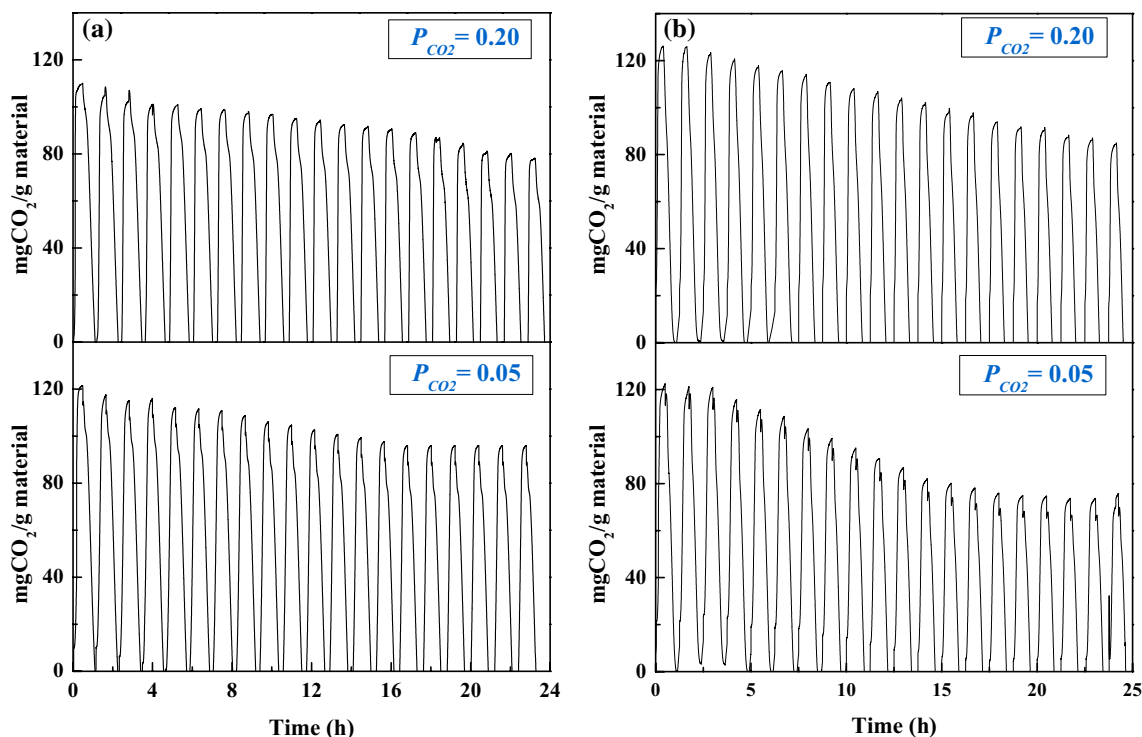 (a)
P_CO2 = 0.20
mgCO₂/g material
120
80
40
0
P_CO2 = 0.05
mgCO₂/g material
120
80
40
0
0 4 8 12 16 20 24
Time (h)
(b)
P_CO2 = 0.20
mgCO₂/g material
120
80
40
0
P_CO2 = 0.05
mgCO₂/g material
120
80
40
0
0 5 10 15 20 25
Time (h)